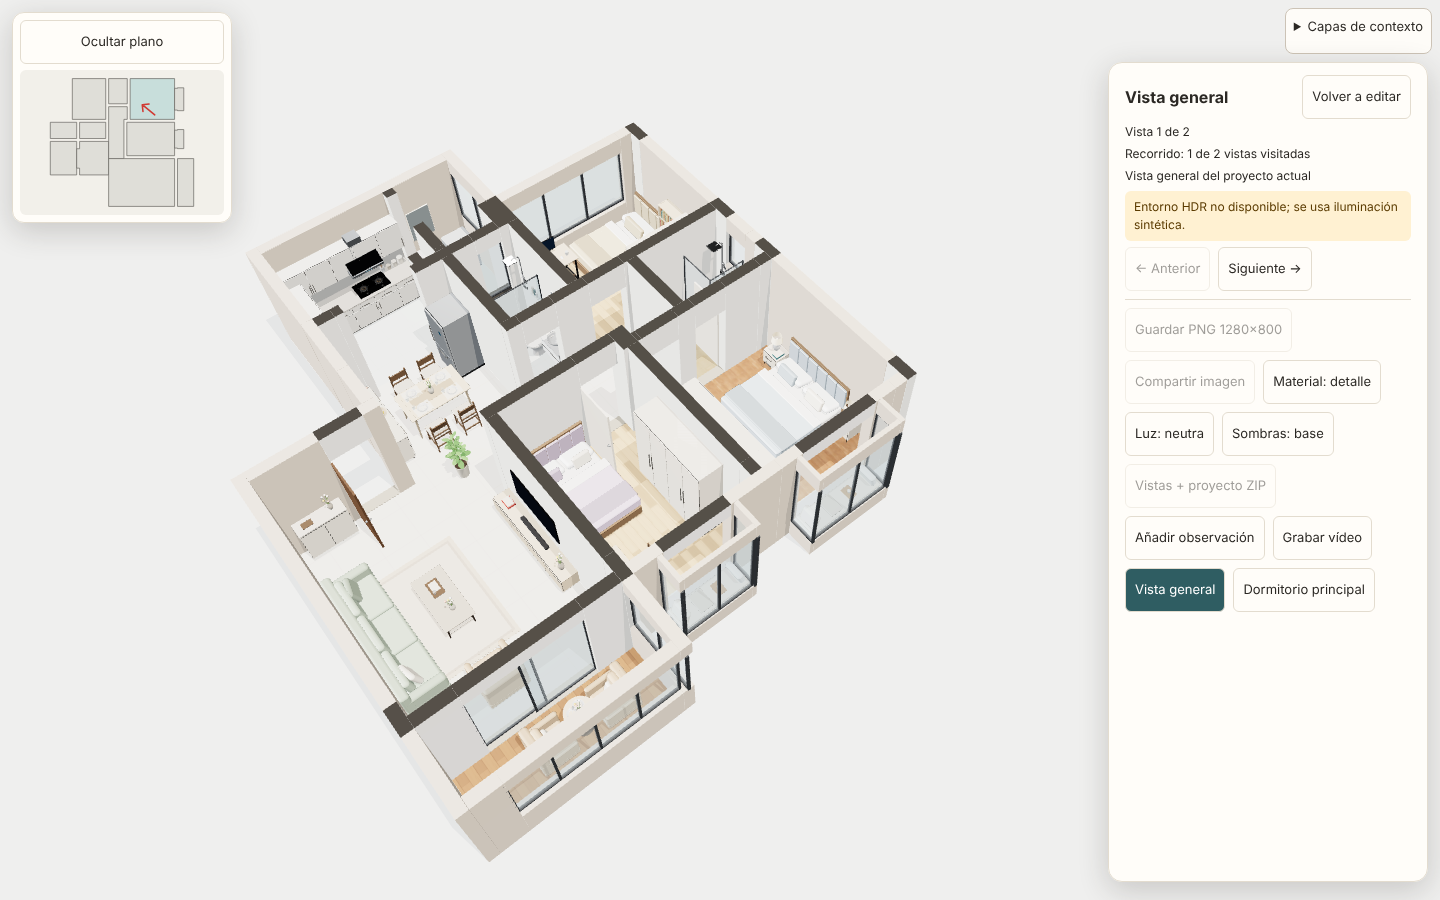 Ocultar plano
▶ Capas de contexto
Vista general
Volver a editar
Vista 1 de 2
Recorrido: 1 de 2 vistas visitadas
Vista general del proyecto actual
Entorno HDR no disponible; se usa iluminación
sintética.
← Anterior
Siguiente →
Guardar PNG 1280×800
Compartir imagen
Material: detalle
Luz: neutra
Sombras: base
Vistas + proyecto ZIP
Añadir observación
Grabar vídeo
Vista general
Dormitorio principal